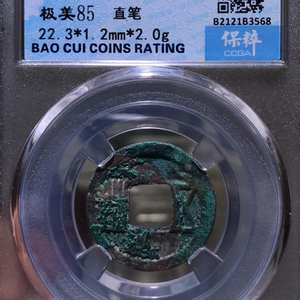 极美85 直笔
22.3*1.2mm*2.0g
BAO CUI COINS RATING
B2121B3568
保粹
CCGA